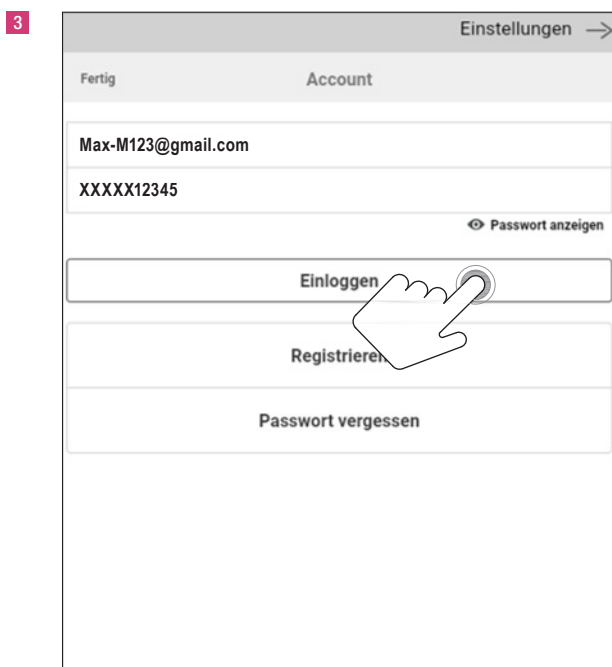 3
Einstellungen
Fertig Account
Max-M123@gmail.com
XXXXX12345
Passwort anzeigen
Einloggen
Registrieren
Passwort vergessen